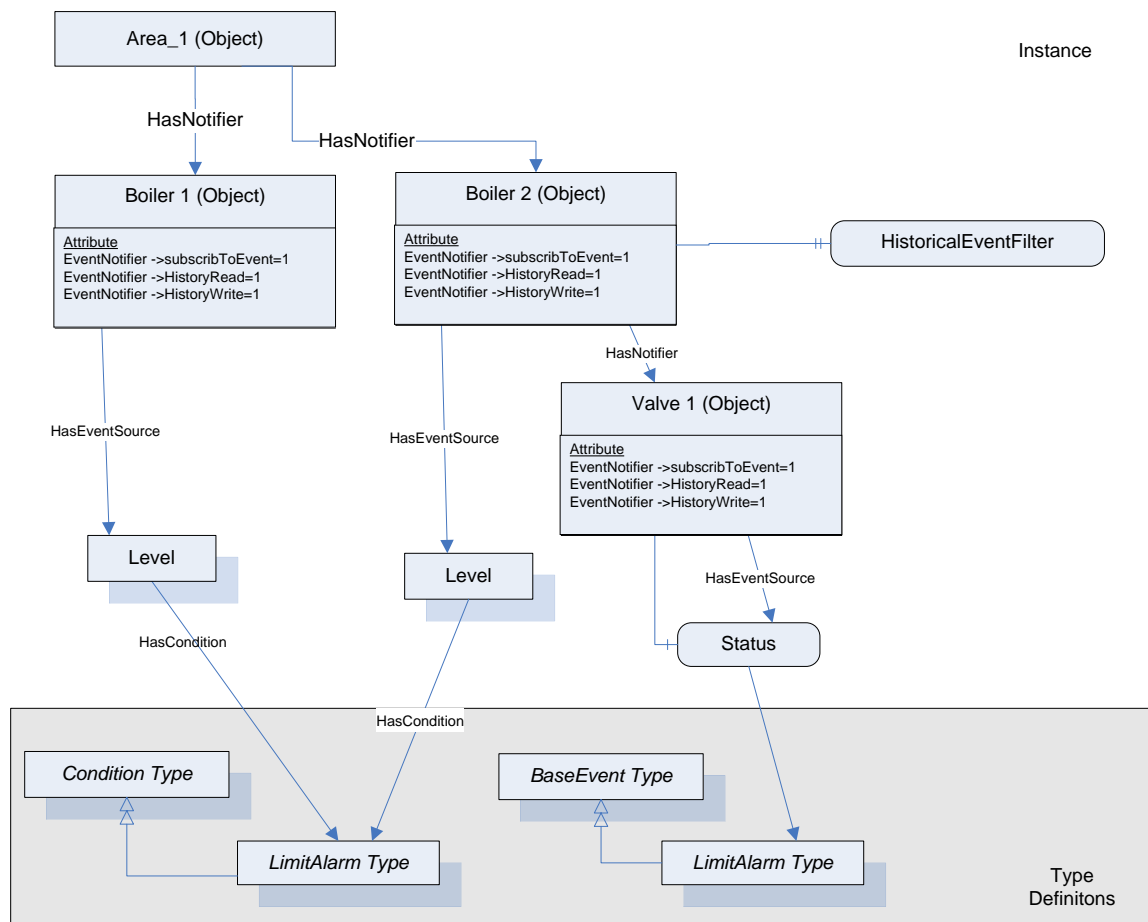 Area_1 (Object)
Instance
HasNotifier
HasNotifier
Boiler 1 (Object)
Attribute
EventNotifier ->subscribToEvent=1
EventNotifier ->HistoryRead=1
EventNotifier ->HistoryWrite=1
Boiler 2 (Object)
Attribute
EventNotifier ->subscribToEvent=1
EventNotifier ->HistoryRead=1
EventNotifier ->HistoryWrite=1
HistoricalEventFilter
HasNotifier
Valve 1 (Object)
Attribute
EventNotifier ->subscribToEvent=1
EventNotifier ->HistoryRead=1
EventNotifier ->HistoryWrite=1
HasEventSource
HasEventSource
Level
Level
HasEventSource
Status
HasCondition
HasCondition
Condition Type
BaseEvent Type
LimitAlarm Type
LimitAlarm Type
Type
Definitons